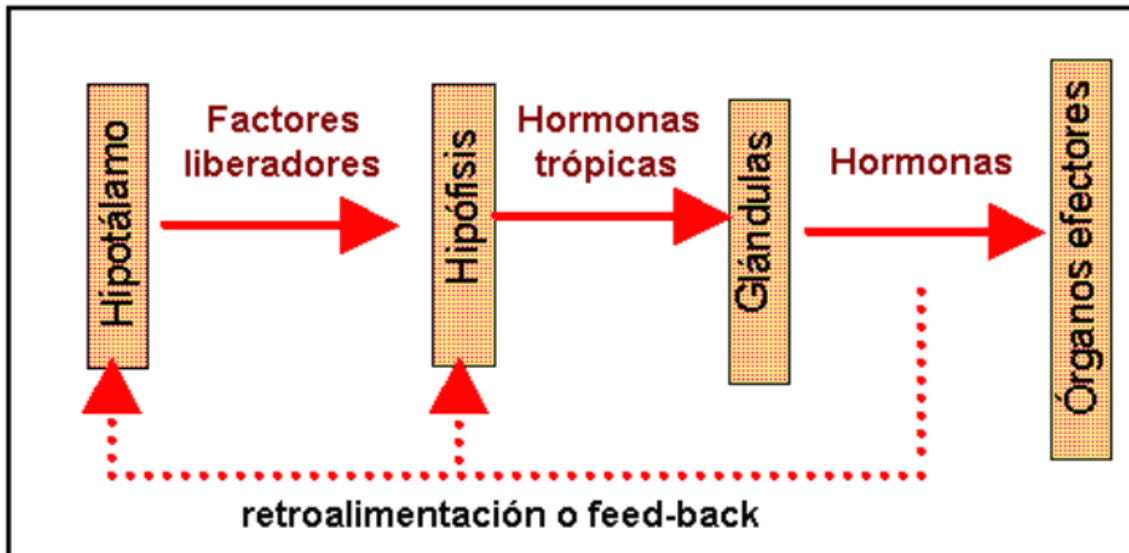 Hipotálamo
Factores
liberadores
Hipófisis
Hormonas
trópicas
Glándulas
Hormonas
Órganos efectores
retroalimentación o feed-back